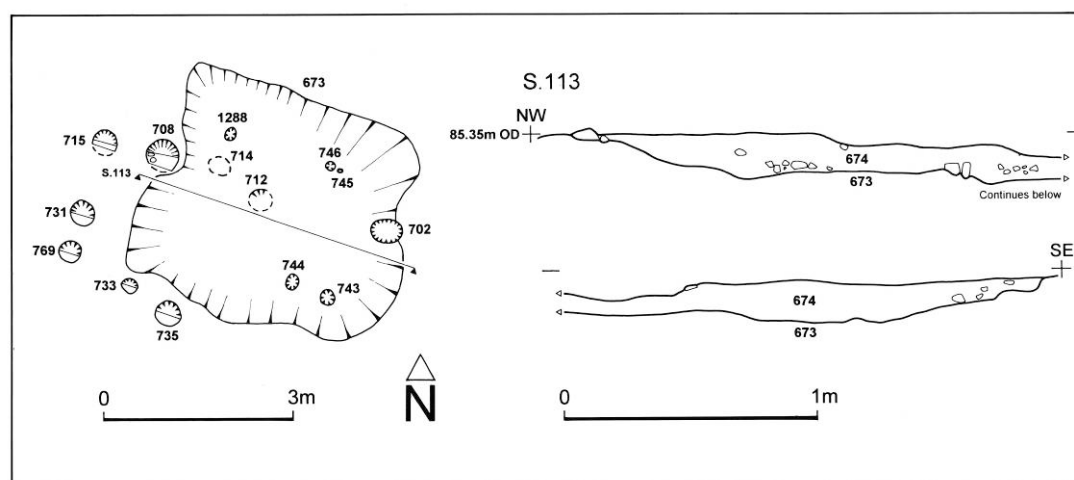 673
715
708
1288
714
746
745
S.113
712
731
702
769
744
743
733
735
0 3m
N
S.113
NW
85.35m OD
674
673
Continues below
SE
674
673
0 1m